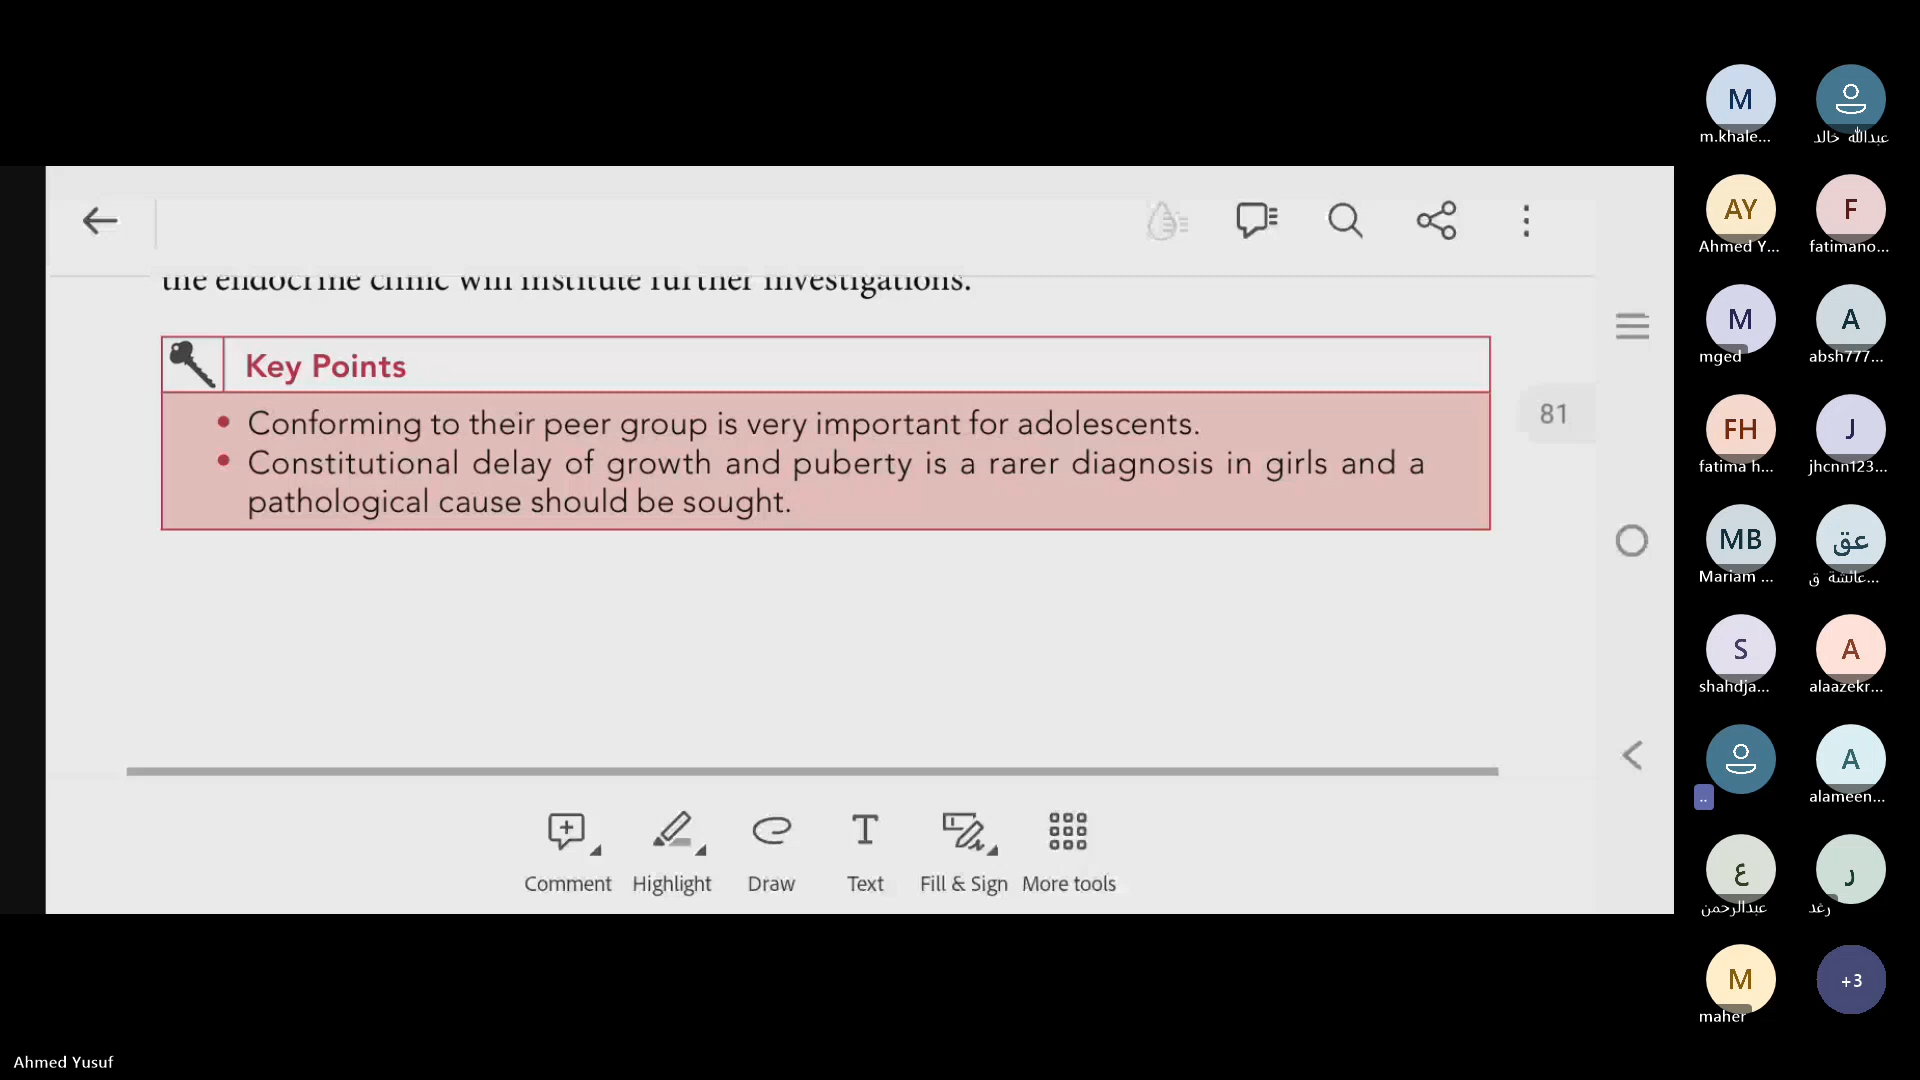 the endocrine clinic will institute further investigations.
Key Points
• Conforming to their peer group is very important for adolescents.
• Constitutional delay of growth and puberty is a rarer diagnosis in girls and a
pathological cause should be sought.
81
Comment
Highlight
Draw
T
Text
Fill & Sign
More tools
M
m.khale...
عبدالله خالد
AY
Ahmed Y...
F
fatimano...
M
mged
A
absh777...
FH
fatima h...
J
jhcnn123...
MB
Mariam ...
عق
عائشة ق...
S
shahdja...
A
alaazekr...
..
A
alameen...
ع
عبدالرحمن
ر
رغد
M
maher
+3
Ahmed Yusuf